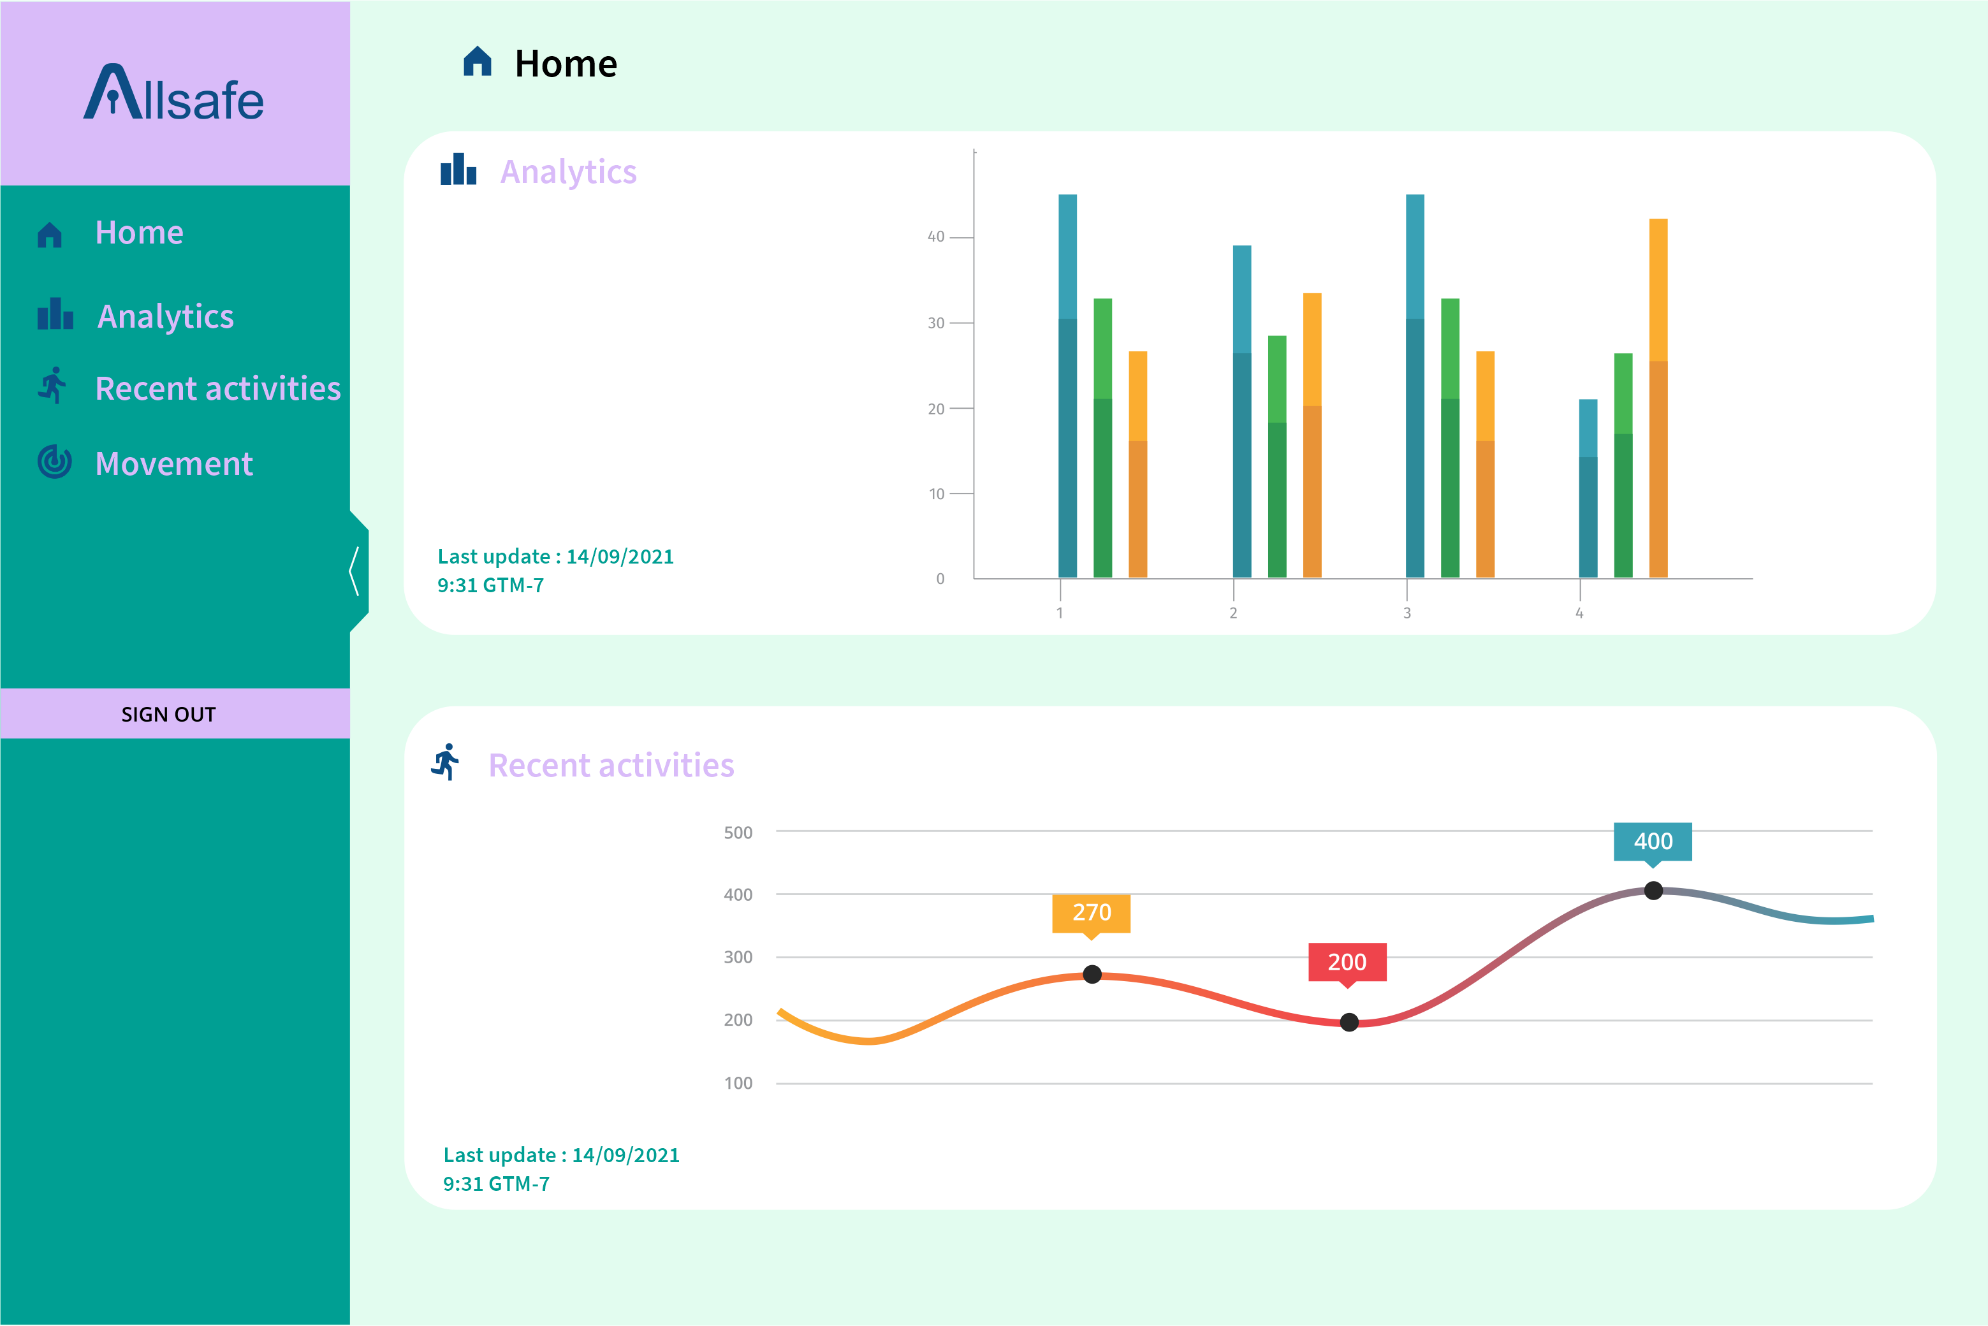 Allsafe
Home
Analytics
Recent activities
Movement
SIGN OUT
Home
Analytics
40
30
20
10
0
1 2 3 4
Last update : 14/09/2021
9:31 GTM-7
Recent activities
500
400
300
200
100
270
200
400
Last update : 14/09/2021
9:31 GTM-7